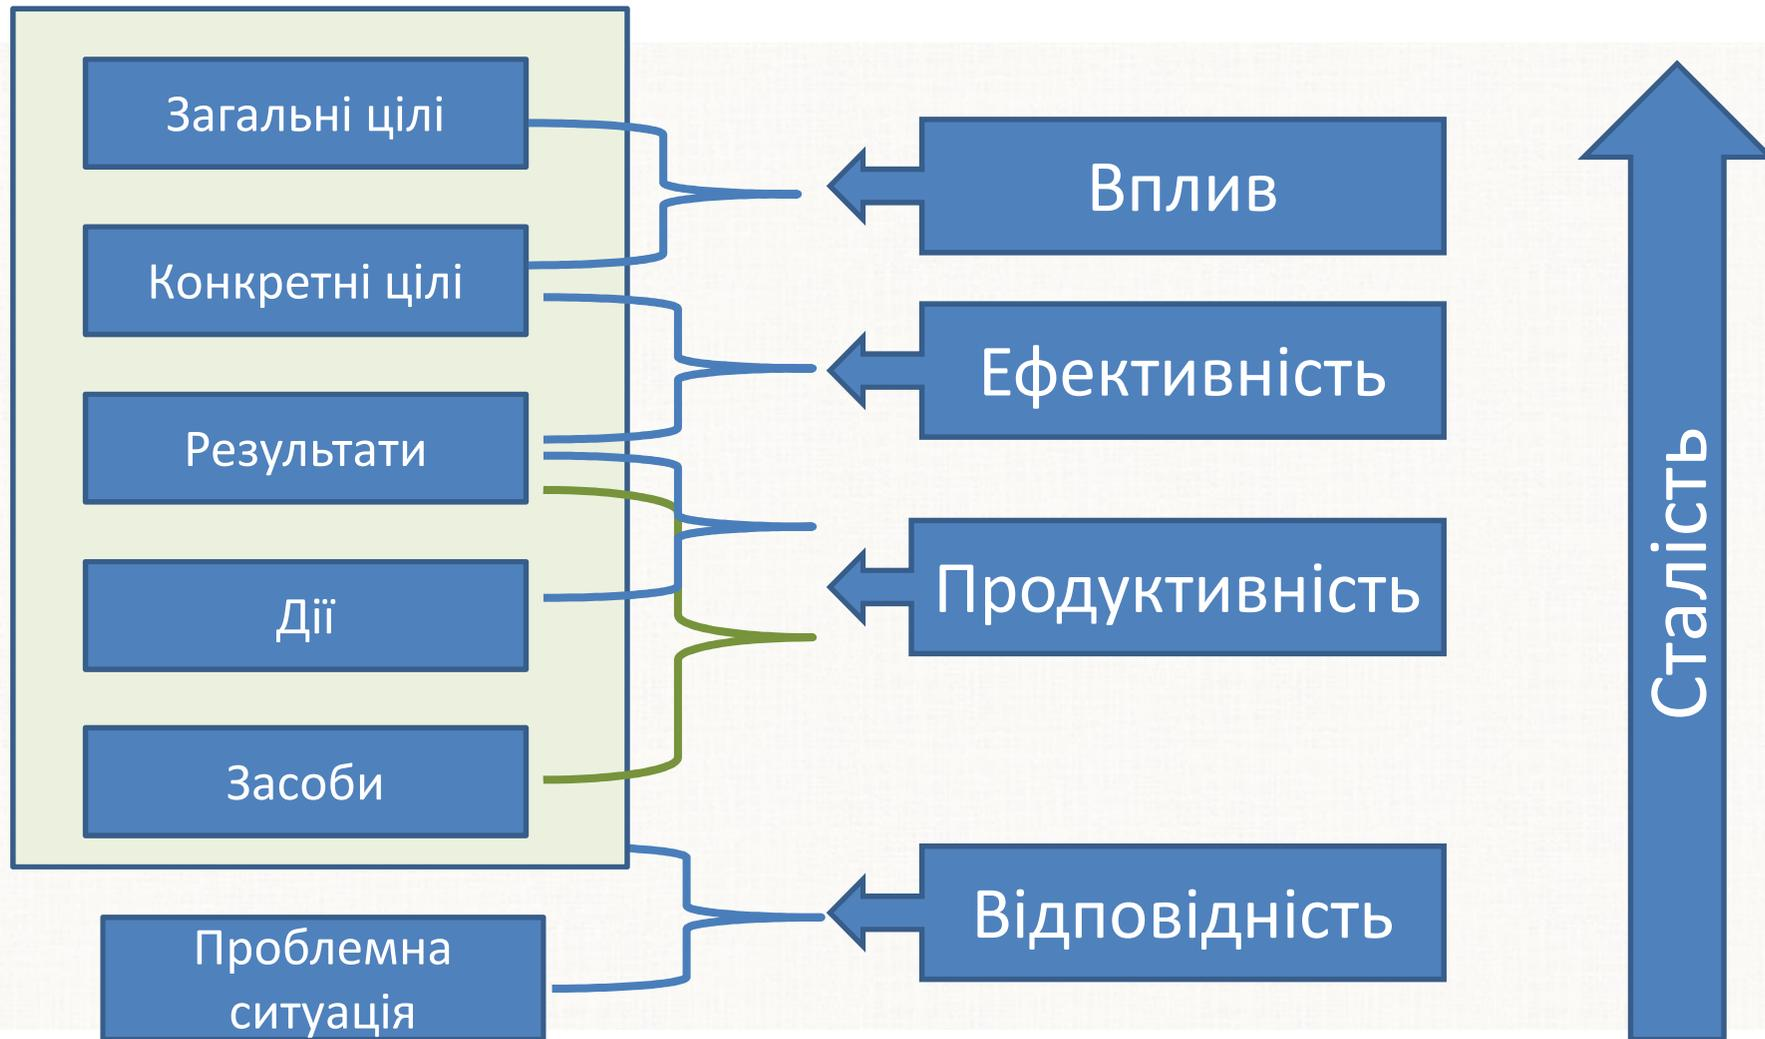 Загальні цілі
Конкретні цілі
Результати
Дії
Засоби
Проблемна
ситуація
Вплив
Ефективність
Продуктивність
Відповідність
Сталість